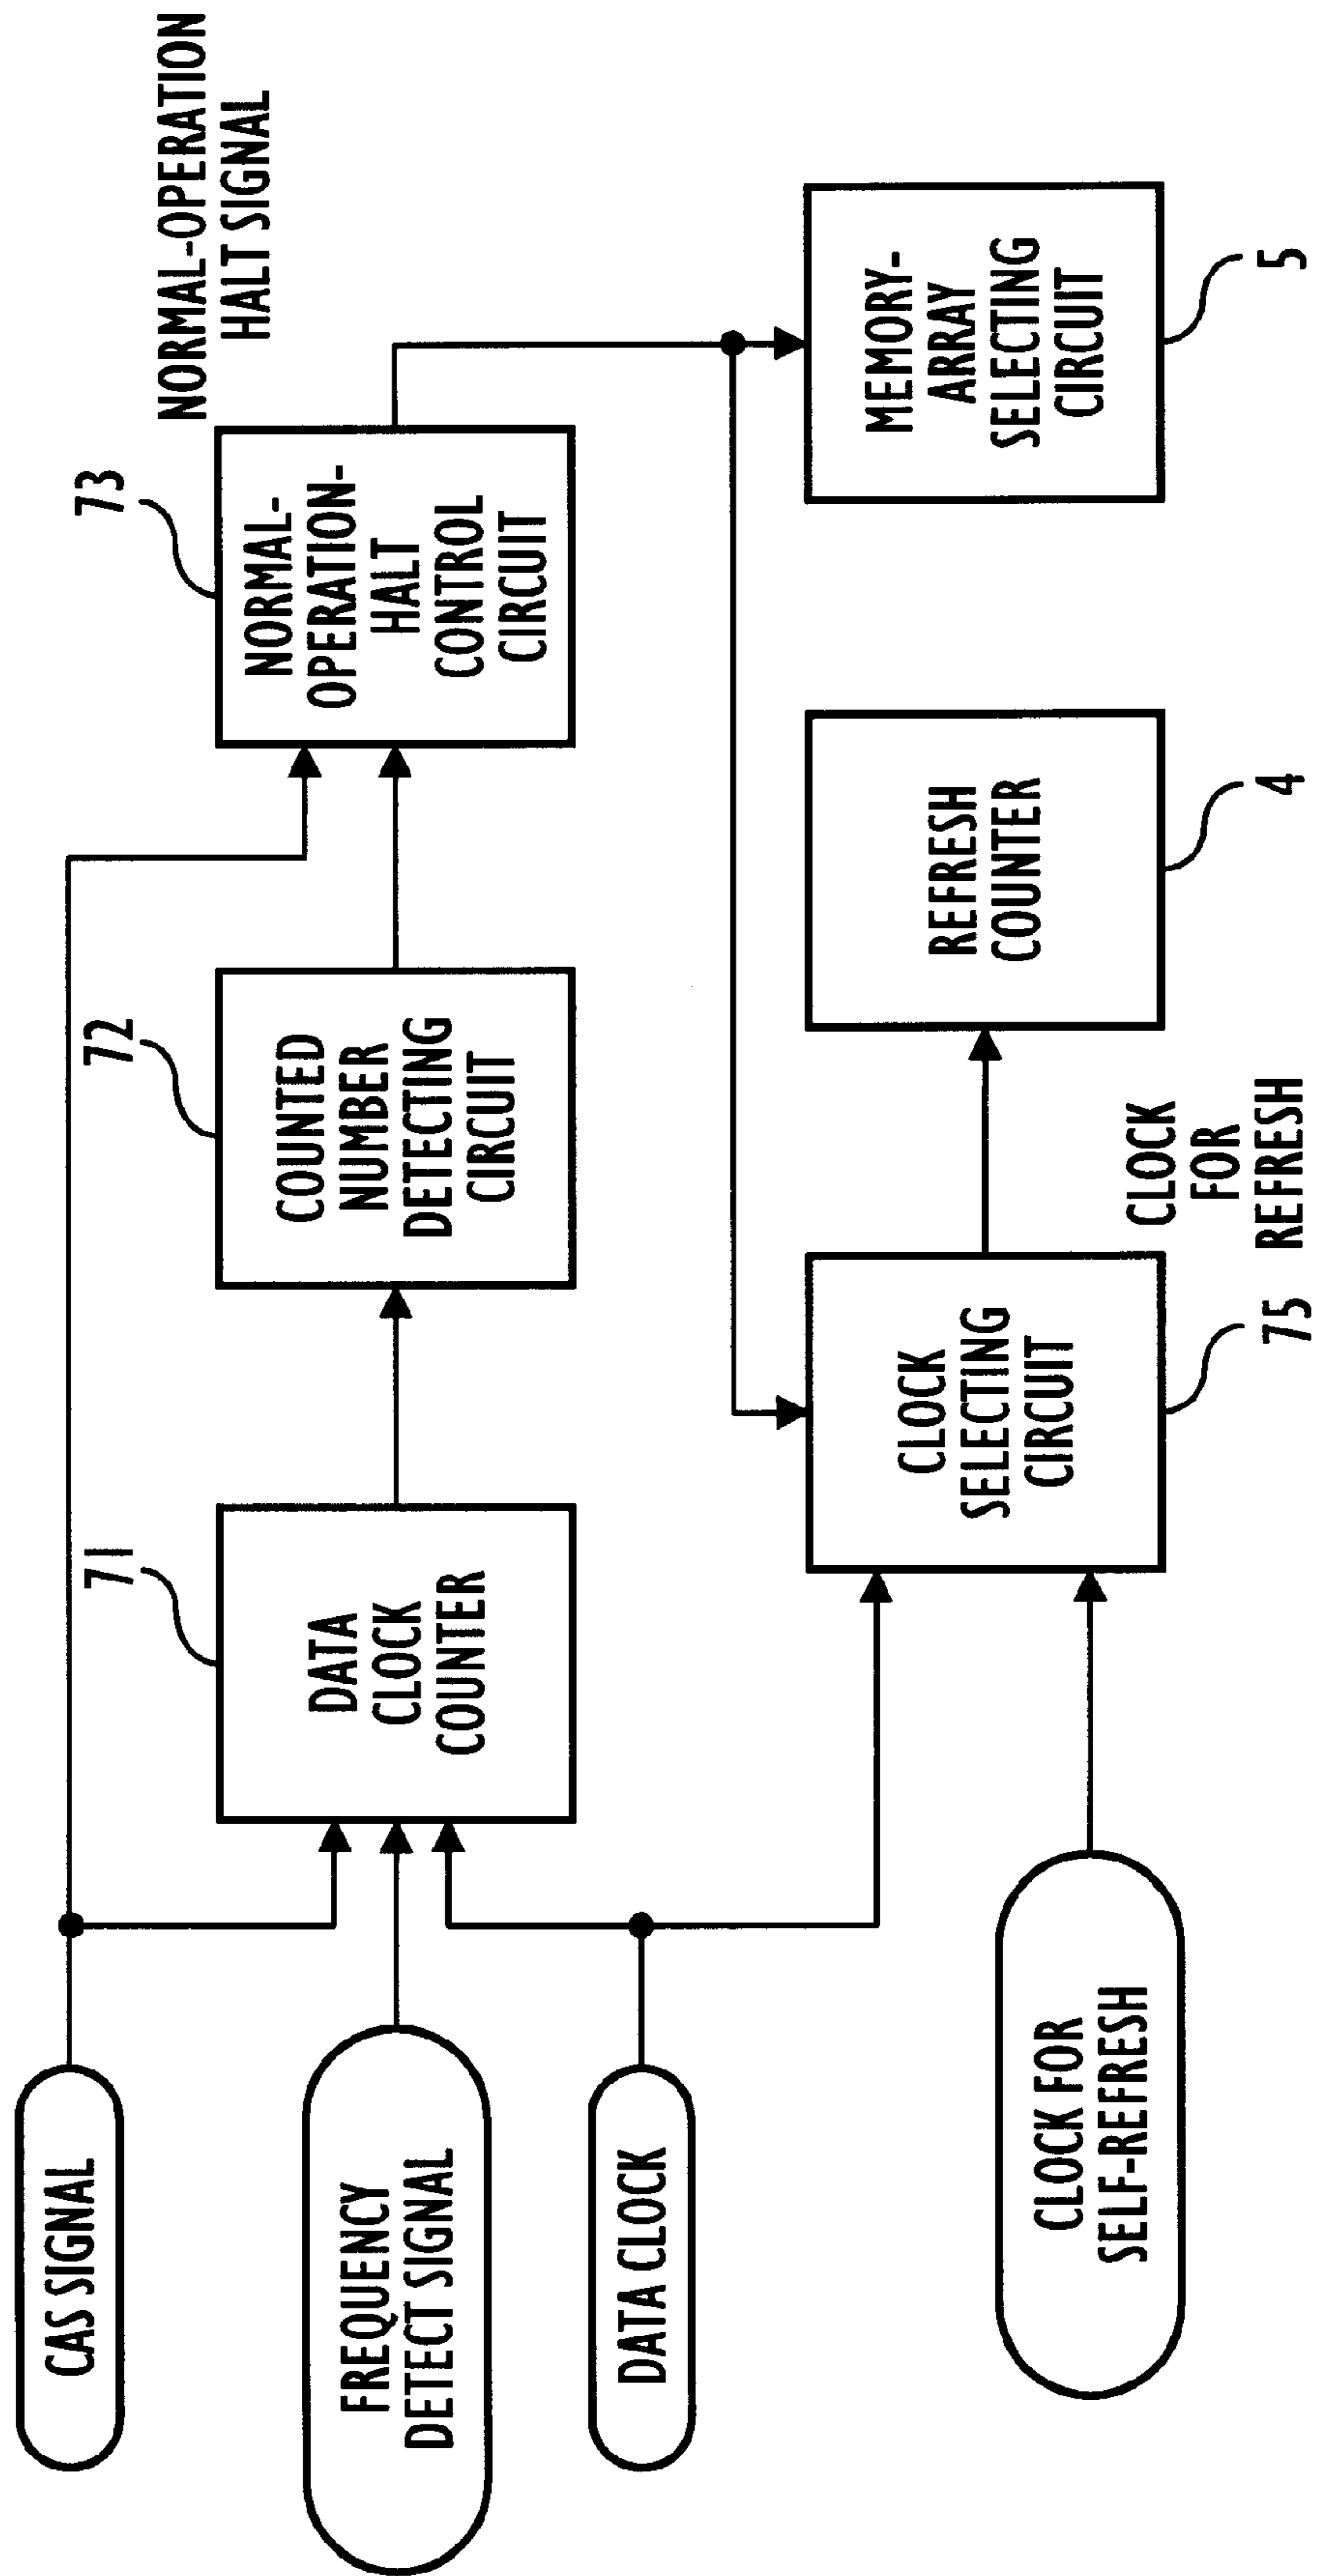 CAS SIGNAL
FREQUENCY
DETECT SIGNAL
DATA CLOCK
CLOCK FOR
SELF-REFRESH
71
DATA
CLOCK
COUNTER
72
COUNTED
NUMBER
DETECTING
CIRCUIT
73
NORMAL-
OPERATION-
HALT
CONTROL
CIRCUIT
NORMAL-OPERATION
HALT SIGNAL
CLOCK
SELECTING
CIRCUIT
75
CLOCK
FOR
REFRESH
REFRESH
COUNTER
4
MEMORY-
ARRAY
SELECTING
CIRCUIT
5